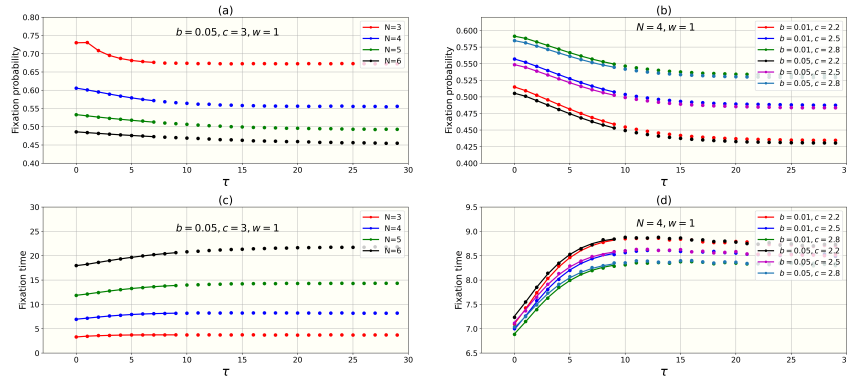 (a)
b = 0.05, c = 3, w = 1
N=3
N=4
N=5
N=6
Fixation probability
0.80
0.75
0.70
0.65
0.60
0.55
0.50
0.45
0.40
0 5 10 15 20 25 30
τ
(b)
N = 4, w = 1
b = 0.01, c = 2.2
b = 0.01, c = 2.5
b = 0.01, c = 2.8
b = 0.05, c = 2.2
b = 0.05, c = 2.5
b = 0.05, c = 2.8
Fixation probability
0.600
0.575
0.550
0.525
0.500
0.475
0.450
0.425
0.400
0 5 10 15 20 25 29
τ
(c)
b = 0.05, c = 3, w = 1
N=3
N=4
N=5
N=6
Fixation time
30
25
20
15
10
5
0
0 5 10 15 20 25 29
τ
(d)
N = 4, w = 1
b = 0.01, c = 2.2
b = 0.01, c = 2.5
b = 0.01, c = 2.8
b = 0.05, c = 2.2
b = 0.05, c = 2.5
b = 0.05, c = 2.8
Fixation time
9.5
9.0
8.5
8.0
7.5
7.0
6.5
0 5 10 15 20 25 29
τ